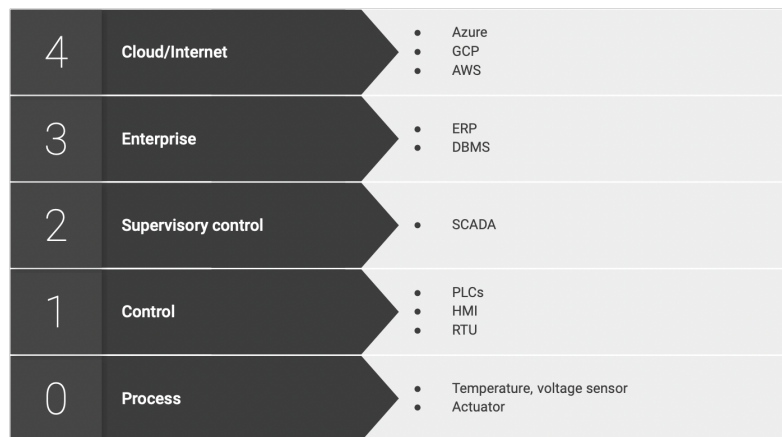 4
Cloud/Internet
● Azure
● GCP
● AWS
3
Enterprise
● ERP
● DBMS
2
Supervisory control
● SCADA
1
Control
● PLCs
● HMI
● RTU
0
Process
● Temperature, voltage sensor
● Actuator